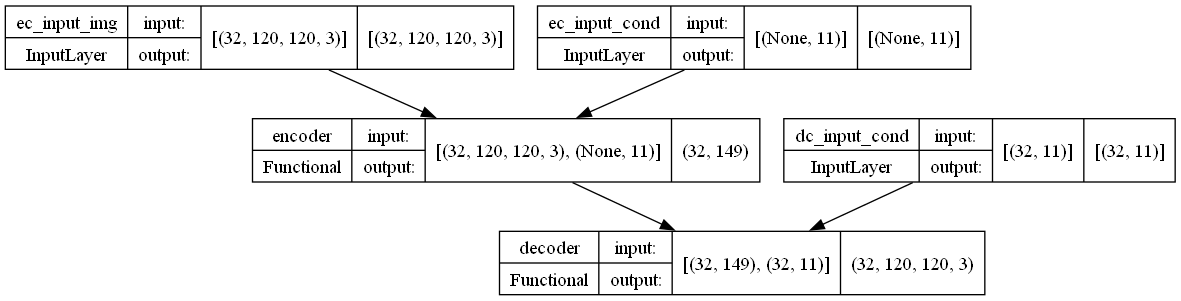 ec_input_img input: [(32, 120, 120, 3)] [(32, 120, 120, 3)]
InputLayer output:
ec_input_cond input: [(None, 11)] [(None, 11)]
InputLayer output:
encoder input: [(32, 120, 120, 3), (None, 11)] (32, 149)
Functional output:
dc_input_cond input: [(32, 11)] [(32, 11)]
InputLayer output:
decoder input: [(32, 149), (32, 11)] (32, 120, 120, 3)
Functional output: